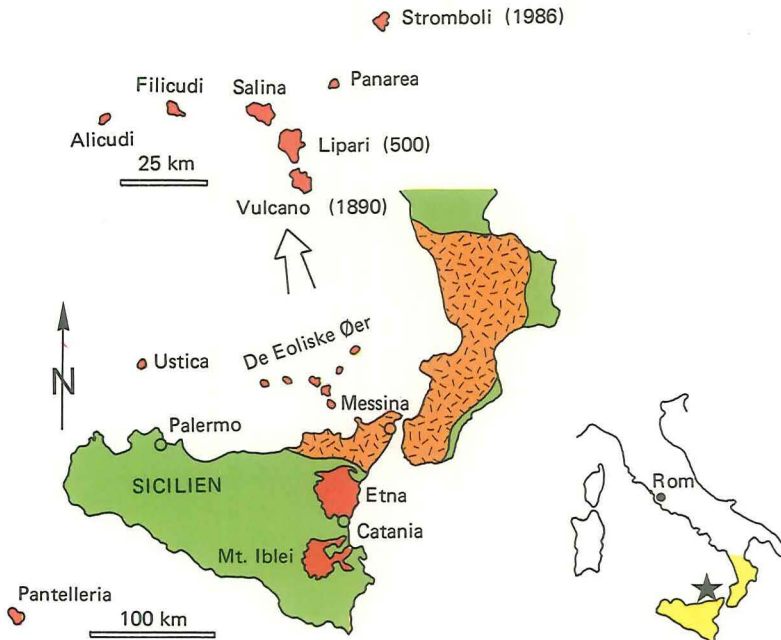 Stromboli (1986)
Panarea
Filicudi
Salina
Alicudi
Lipari (500)
25 km
Vulcano (1890)
De Eoliske Øer
Ustica
N
Messina
Palermo
SICILIEN
Etna
Catania
Mt. Iblei
Pantelleria
100 km
Rom